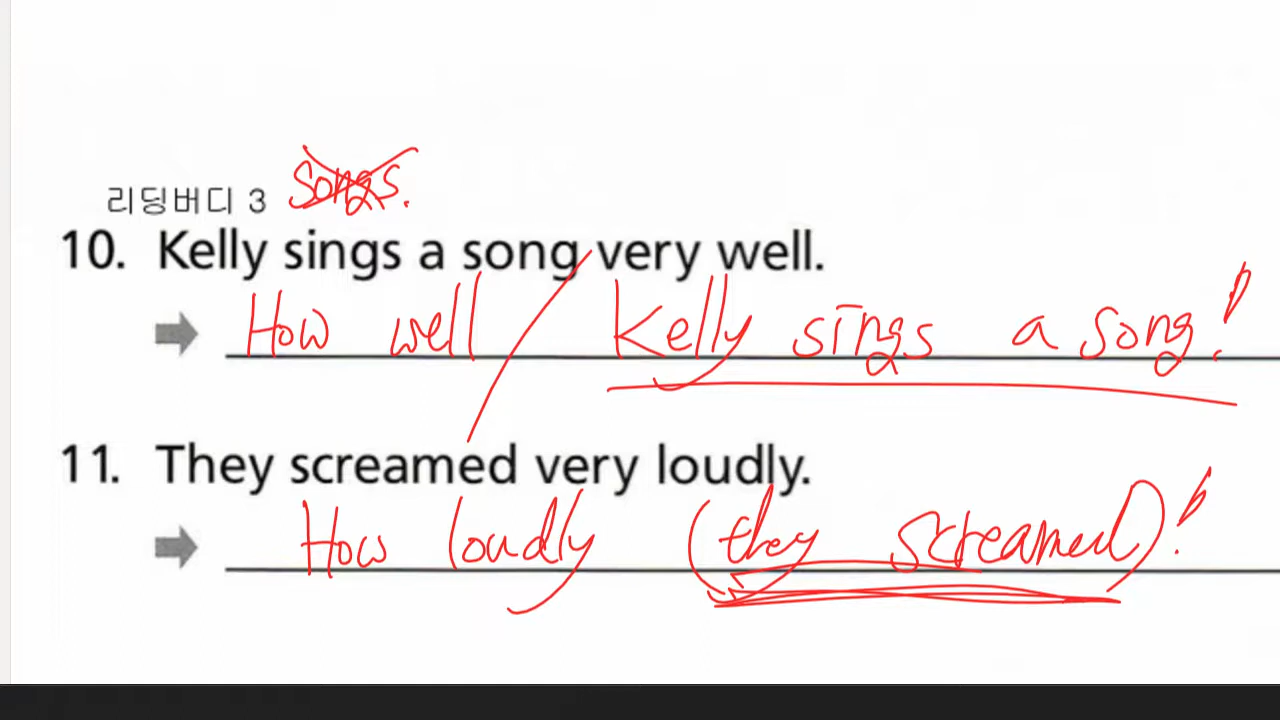 songs.
리딩버디 3
10. Kelly sings a song very well.
How well Kelly sings a song!
11. They screamed very loudly.
How loudly (they screamed)!